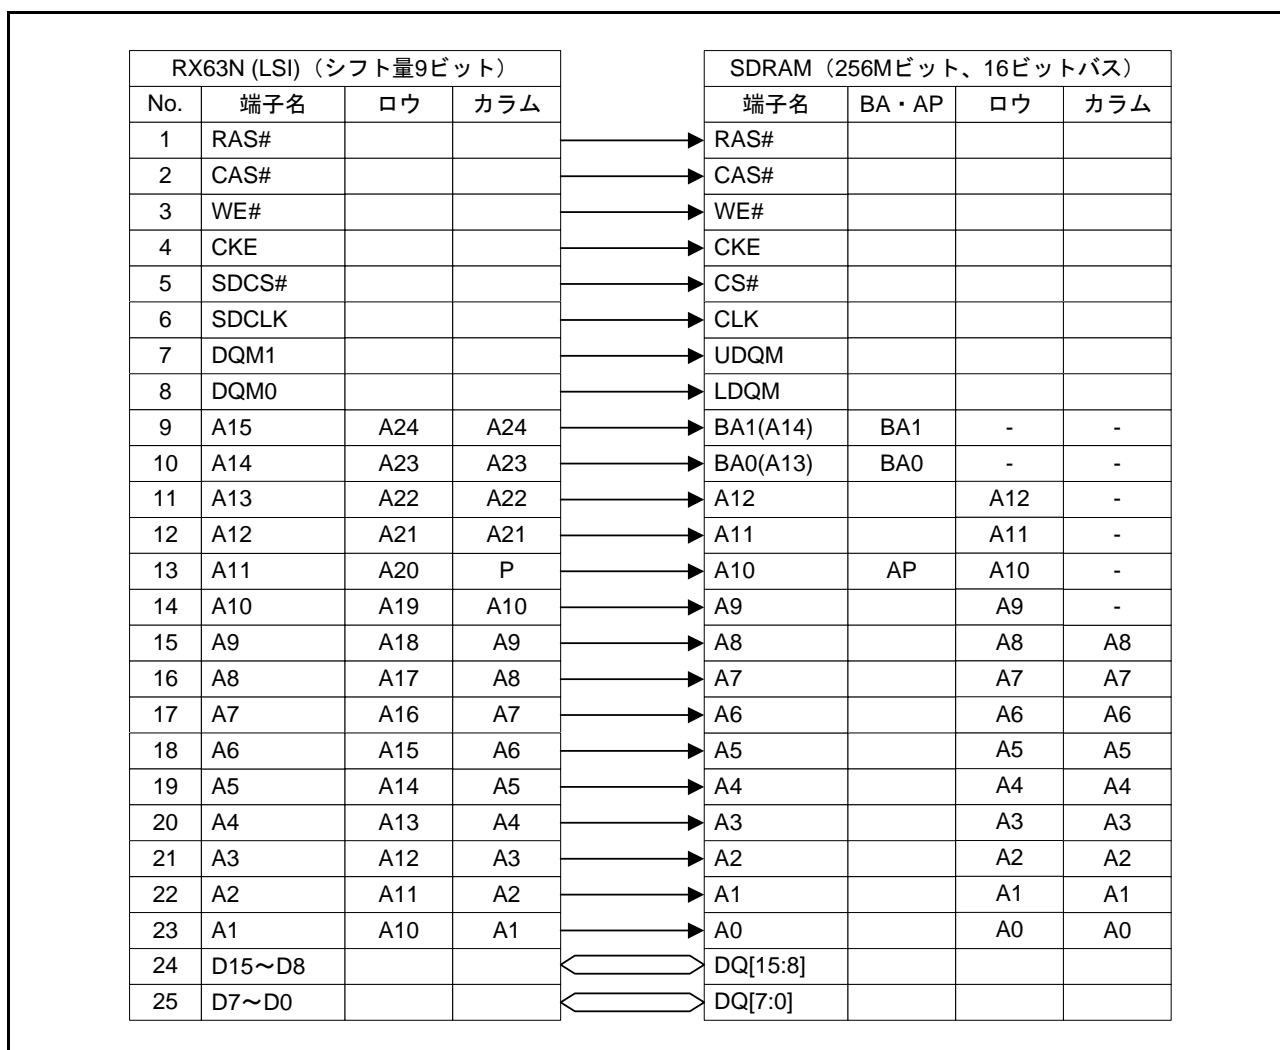 RX63N (LSI)（シフト量9ビット） SDRAM（256Mビット、16ビットバス）
No. 端子名 ロウ カラム 端子名 BA・AP ロウ カラム
1 RAS# RAS#
2 CAS# CAS#
3 WE# WE#
4 CKE CKE
5 SDCS# CS#
6 SDCLK CLK
7 DQM1 UDQM
8 DQM0 LDQM
9 A15 A24 A24 BA1(A14) BA1 - -
10 A14 A23 A23 BA0(A13) BA0 - -
11 A13 A22 A22 A12 A12 -
12 A12 A21 A21 A11 A11 -
13 A11 A20 P A10 AP A10 -
14 A10 A19 A10 A9 A9 -
15 A9 A18 A9 A8 A8 A8
16 A8 A17 A8 A7 A7 A7
17 A7 A16 A7 A6 A6 A6
18 A6 A15 A6 A5 A5 A5
19 A5 A14 A5 A4 A4 A4
20 A4 A13 A4 A3 A3 A3
21 A3 A12 A3 A2 A2 A2
22 A2 A11 A2 A1 A1 A1
23 A1 A10 A1 A0 A0 A0
24 D15～D8 DQ[15:8]
25 D7～D0 DQ[7:0]